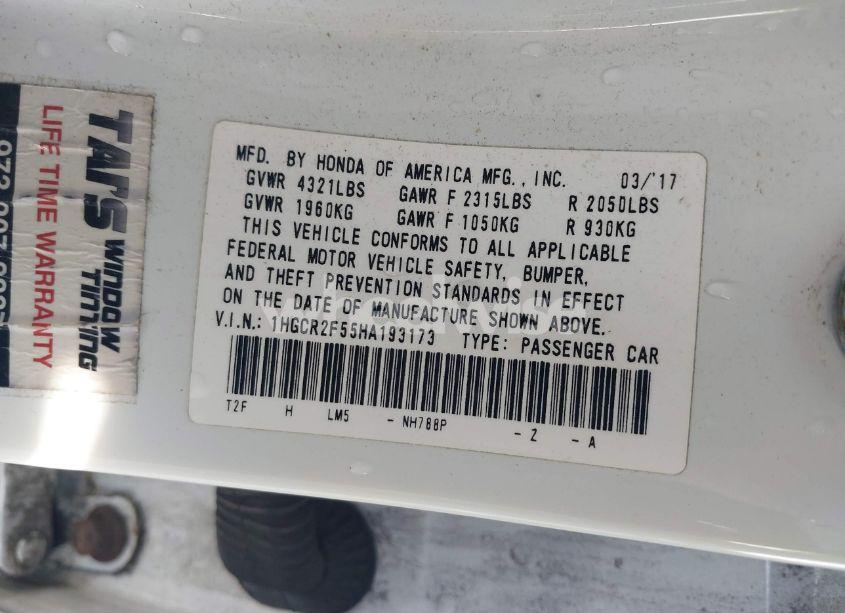 MFD. BY HONDA OF AMERICA MFG., INC. 03/'17
GVWR 4321LBS GAWR F 2315LBS R 2050LBS
GVWR 1960KG GAWR F 1050KG R 930KG
THIS VEHICLE CONFORMS TO ALL APPLICABLE
FEDERAL MOTOR VEHICLE SAFETY, BUMPER,
AND THEFT PREVENTION STANDARDS IN EFFECT
ON THE DATE OF MANUFACTURE SHOWN ABOVE.
V.I.N.: 1HGCR2F55HA193173 TYPE: PASSENGER CAR
T2F H LM5 - NH788P - Z - A
TAI'S WINDOW TINTING
LIFE TIME WARRANTY